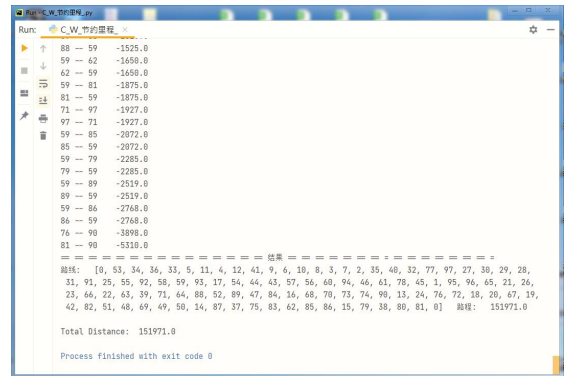 Run - C_W_节约里程_.py
Run: C_W_节约里程_
88 -- 59 -1525.0
59 -- 62 -1650.0
62 -- 59 -1650.0
59 -- 81 -1875.0
81 -- 59 -1875.0
71 -- 97 -1927.0
97 -- 71 -1927.0
59 -- 85 -2072.0
85 -- 59 -2072.0
59 -- 79 -2285.0
79 -- 59 -2285.0
59 -- 89 -2519.0
89 -- 59 -2519.0
59 -- 86 -2768.0
86 -- 59 -2768.0
76 -- 90 -3898.0
81 -- 90 -5310.0
= = = = = = = = = = = = = = = = = 结果 = = = = = = = = = = = = = = = = =
路线: [0, 53, 34, 36, 33, 5, 11, 4, 12, 41, 9, 6, 10, 8, 3, 7, 2, 35, 40, 32, 77, 97, 27, 30, 29, 28,
31, 91, 25, 55, 92, 58, 59, 93, 17, 54, 44, 43, 57, 56, 60, 94, 46, 61, 78, 45, 1, 95, 96, 65, 21, 26,
23, 66, 22, 63, 39, 71, 64, 88, 52, 89, 47, 84, 16, 68, 70, 73, 74, 90, 13, 24, 76, 72, 18, 20, 67, 19,
42, 82, 51, 48, 69, 49, 50, 14, 87, 37, 75, 83, 62, 85, 86, 15, 79, 38, 80, 81, 0] 路程: 151971.0
Total Distance: 151971.0
Process finished with exit code 0